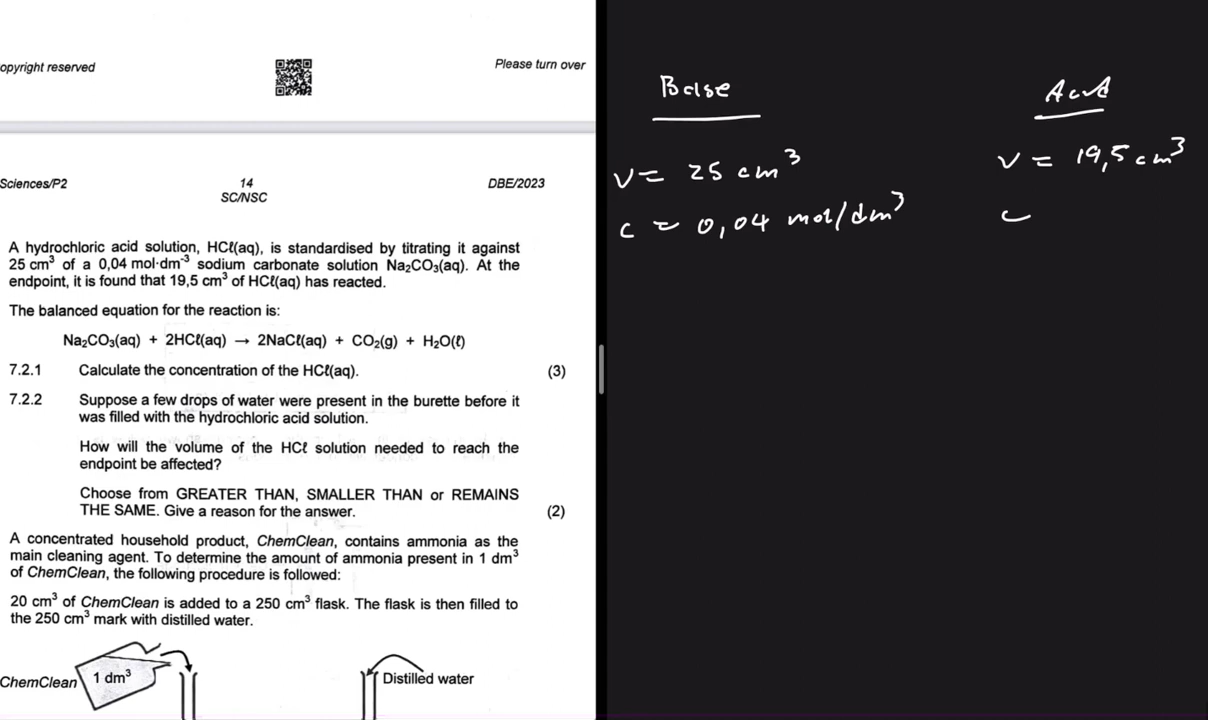 opyright reserved
Please turn over
Sciences/P2
14
SC/NSC
DBE/2023
A hydrochloric acid solution, HCℓ(aq), is standardised by titrating it against
25 cm³ of a 0,04 mol·dm⁻³ sodium carbonate solution Na₂CO₃(aq). At the
endpoint, it is found that 19,5 cm³ of HCℓ(aq) has reacted.
The balanced equation for the reaction is:
Na₂CO₃(aq) + 2HCℓ(aq) → 2NaCℓ(aq) + CO₂(g) + H₂O(ℓ)
7.2.1 Calculate the concentration of the HCℓ(aq). (3)
7.2.2 Suppose a few drops of water were present in the burette before it
was filled with the hydrochloric acid solution.
How will the volume of the HCℓ solution needed to reach the
endpoint be affected?
Choose from GREATER THAN, SMALLER THAN or REMAINS
THE SAME. Give a reason for the answer. (2)
A concentrated household product, ChemClean, contains ammonia as the
main cleaning agent. To determine the amount of ammonia present in 1 dm³
of ChemClean, the following procedure is followed:
20 cm³ of ChemClean is added to a 250 cm³ flask. The flask is then filled to
the 250 cm³ mark with distilled water.
ChemClean
1 dm³
Distilled water
Base
V = 25 cm³
c = 0,04 mol/dm³
Acid
V = 19,5 cm³
c